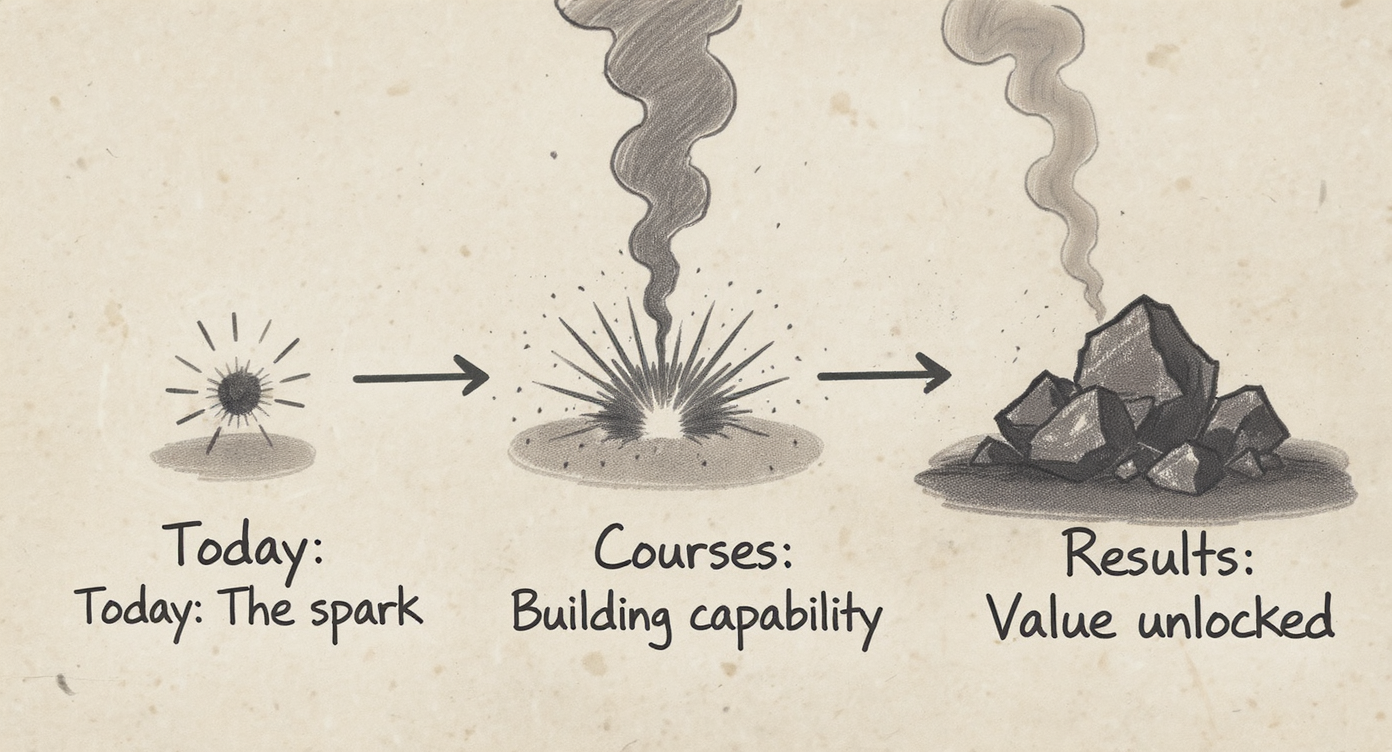 Today:
Today: The spark
Courses:
Building capability
Results:
Value unlocked